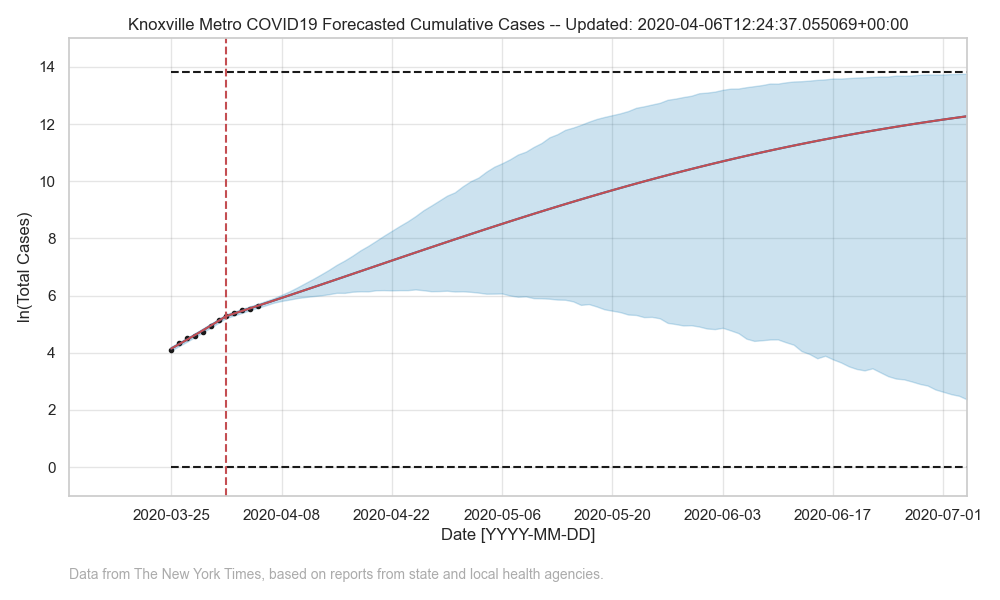 Knoxville Metro COVID19 Forecasted Cumulative Cases -- Updated: 2020-04-06T12:24:37.055069+00:00
ln(Total Cases)
14
12
10
8
6
4
2
0
2020-03-25 2020-04-08 2020-04-22 2020-05-06 2020-05-20 2020-06-03 2020-06-17 2020-07-01
Date [YYYY-MM-DD]
Data from The New York Times, based on reports from state and local health agencies.